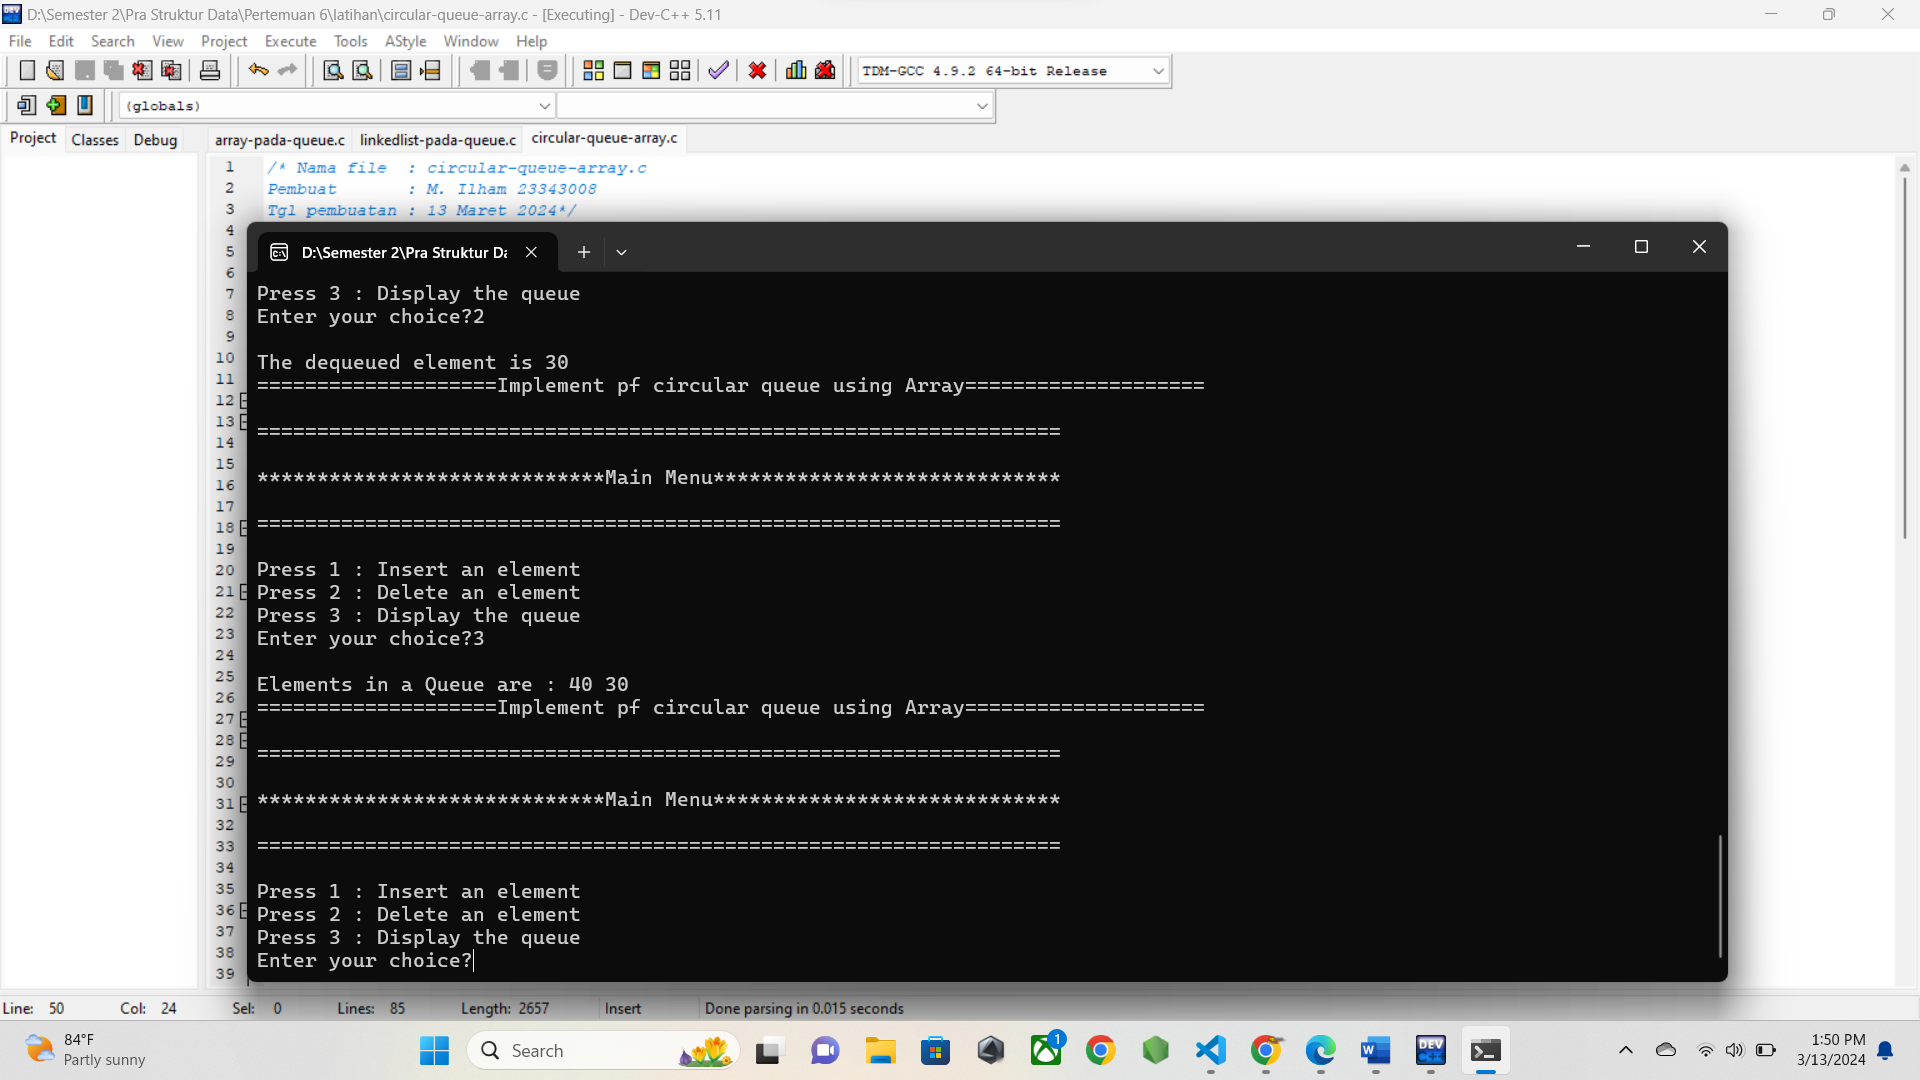 D:\Semester 2\Pra Struktur Data\Pertemuan 6\latihan\circular-queue-array.c - [Executing] - Dev-C++ 5.11
File Edit Search View Project Execute Tools AStyle Window Help
TDM-GCC 4.9.2 64-bit Release
(globals)
Project Classes Debug array-pada-queue.c linkedlist-pada-queue.c circular-queue-array.c
1 /* Nama file : circular-queue-array.c
2 Pembuat : M. Ilham 23343008
3 Tgl pembuatan : 13 Maret 2024*/
4
5
6
7
8
9
10
11
12
13
14
15
16
17
18
19
20
21
22
23
24
25
26
27
28
29
30
31
32
33
34
35
36
37
38
39
D:\Semester 2\Pra Struktur Da
Press 3 : Display the queue
Enter your choice?2
The dequeued element is 30
====================Implement pf circular queue using Array====================
===================================================================
*****************************Main Menu*****************************
===================================================================
Press 1 : Insert an element
Press 2 : Delete an element
Press 3 : Display the queue
Enter your choice?3
Elements in a Queue are : 40 30
====================Implement pf circular queue using Array====================
===================================================================
*****************************Main Menu*****************************
===================================================================
Press 1 : Insert an element
Press 2 : Delete an element
Press 3 : Display the queue
Enter your choice?
Line: 50 Col: 24 Sel: 0 Lines: 85 Length: 2657 Insert Done parsing in 0.015 seconds
84°F
Partly sunny
Search
1
DEV C++
1:50 PM
3/13/2024